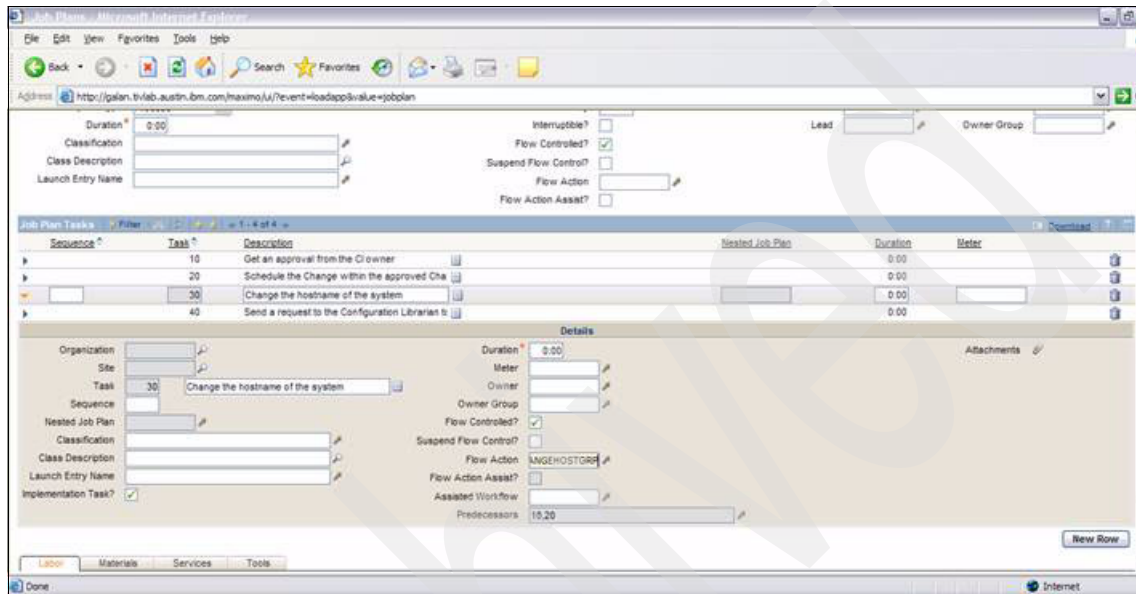 Job Plans - Microsoft Internet Explorer
File Edit View Favorites Tools Help
Back Search Favorites
Address http://galan.tivlab.austin.ibm.com/maximo/ui/?event=loadapp&value=jobplan
Duration* 0:00 Interruptible? Lead Owner Group
Classification Flow Controlled?
Class Description Suspend Flow Control?
Launch Entry Name Flow Action
Flow Action Assist?
Job Plan Tasks Filter 1 - 4 of 4 Download
Sequence Task Description Nested Job Plan Duration Meter
10 Get an approval from the CI owner 0:00
20 Schedule the Change within the approved Cha 0:00
30 Change the hostname of the system 0:00
40 Send a request to the Configuration Librarian 0:00
Details
Organization Duration* 0:00 Attachments
Site Meter
Task 30 Change the hostname of the system Owner
Sequence Owner Group
Nested Job Plan Flow Controlled?
Classification Suspend Flow Control?
Class Description Flow Action ANGEHOSTGRP
Launch Entry Name Flow Action Assist?
Implementation Task? Assisted Workflow
Predecessors 10,20
New Row
Labor Materials Services Tools
Done Internet